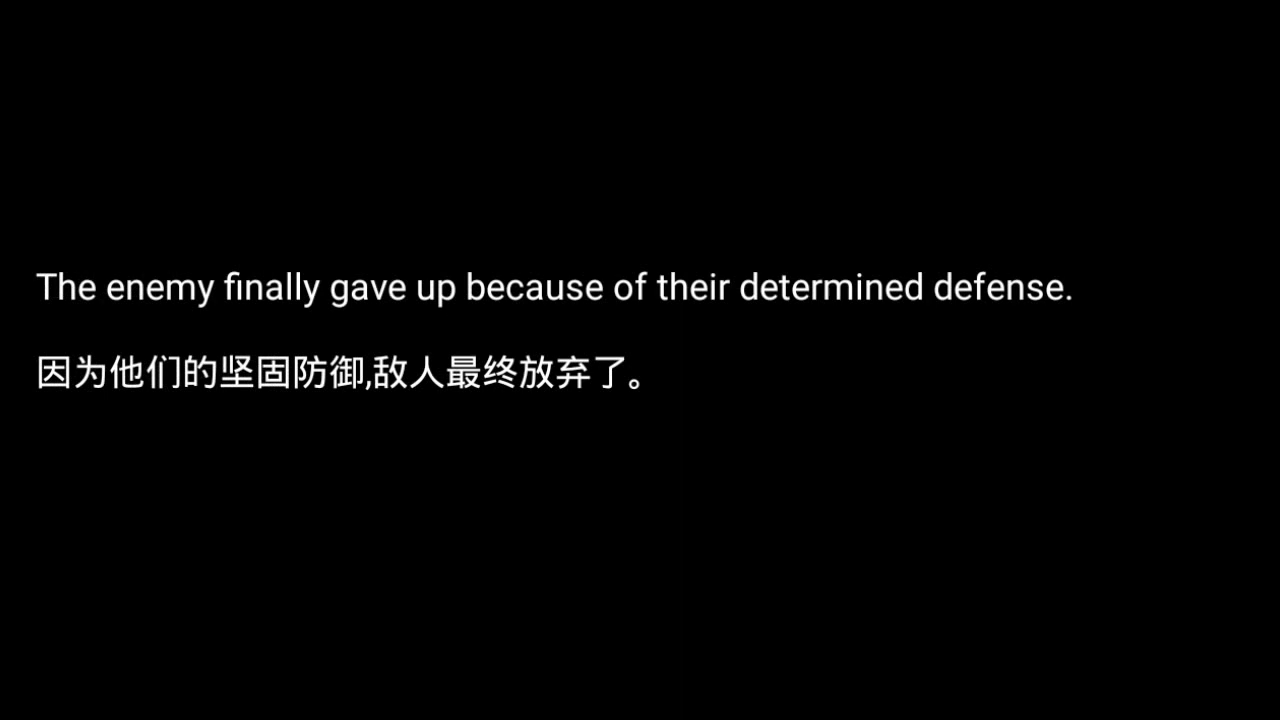 The enemy finally gave up because of their determined defense.
因为他们的坚固防御,敌人最终放弃了。